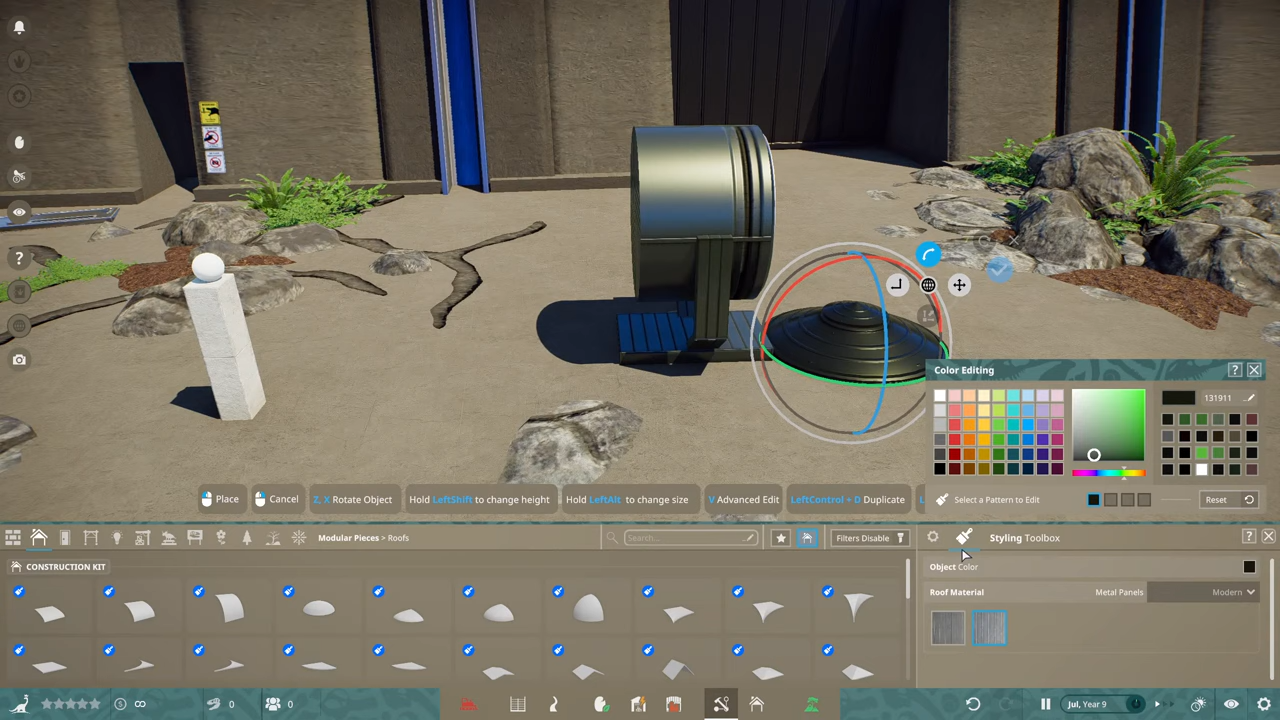 Color Editing
?
131911
Place
Cancel
Z, X Rotate Object
Hold LeftShift to change height
Hold LeftAlt to change size
V Advanced Edit
LeftControl + D Duplicate
Select a Pattern to Edit
Reset
Modular Pieces › Roofs
Search...
Filters Disable
Styling Toolbox
?
CONSTRUCTION KIT
Object Color
Roof Material
Metal Panels
Modern
?
∞
0
0
Jul, Year 9